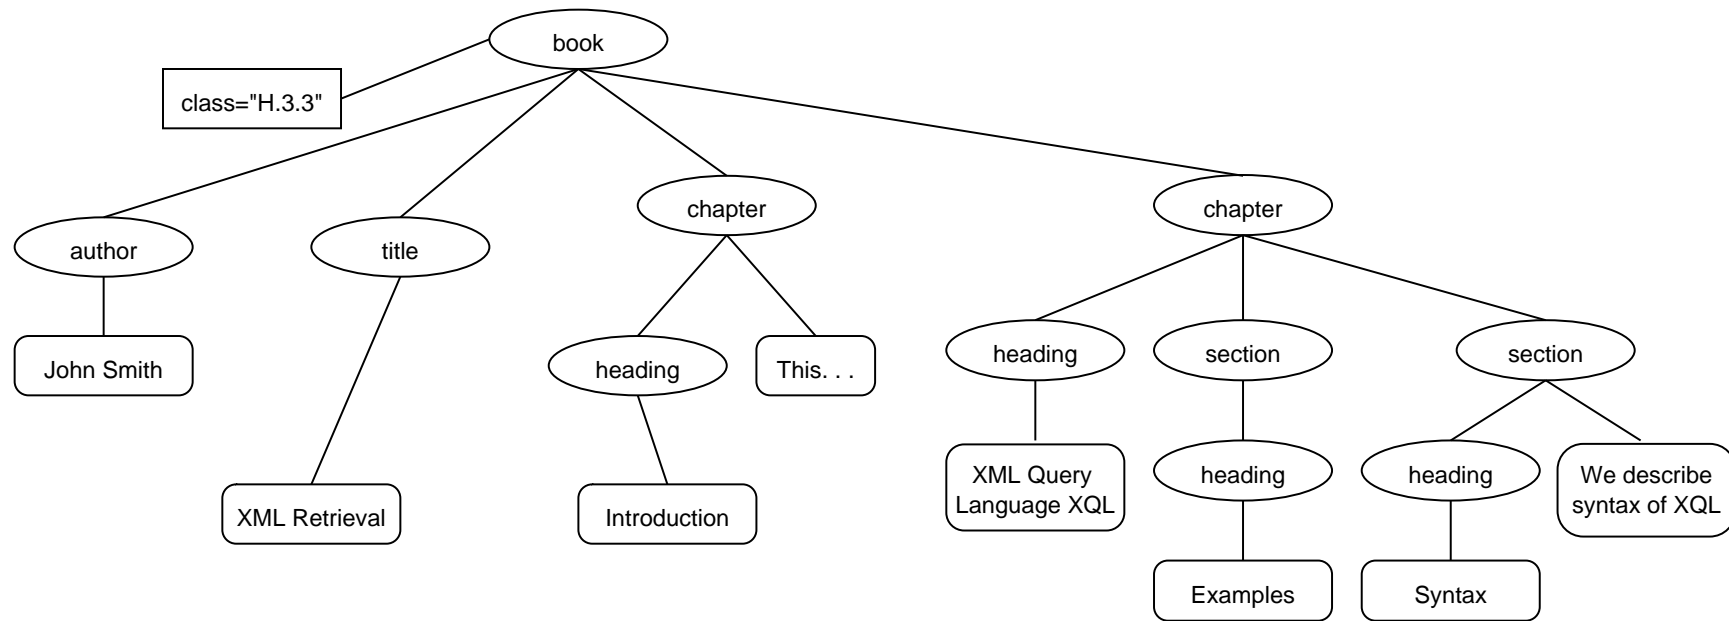 book
class="H.3.3"
chapter
chapter
author
title
heading
section
section
John Smith
heading
This. . .
XML Query
Language XQL
heading
heading
We describe
syntax of XQL
XML Retrieval
Introduction
Examples
Syntax